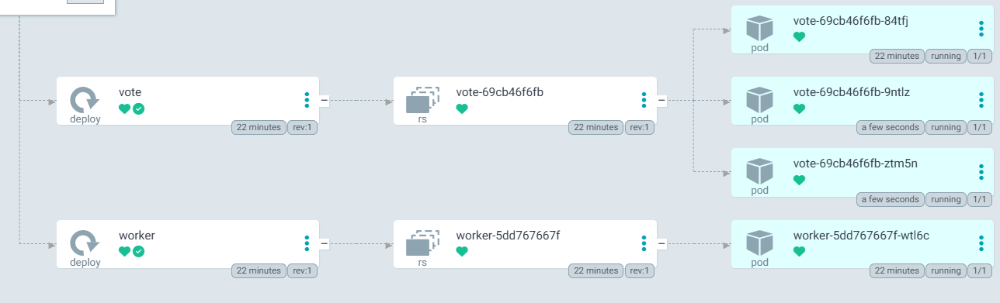 vote-69cb46f6fb-84tfj
pod
22 minutes running 1/1
vote
deploy
22 minutes rev:1
vote-69cb46f6fb
rs
22 minutes rev:1
vote-69cb46f6fb-9ntlz
pod
a few seconds running 1/1
vote-69cb46f6fb-ztm5n
pod
a few seconds running 1/1
worker
deploy
22 minutes rev:1
worker-5dd767667f
rs
22 minutes rev:1
worker-5dd767667f-wtl6c
pod
22 minutes running 1/1